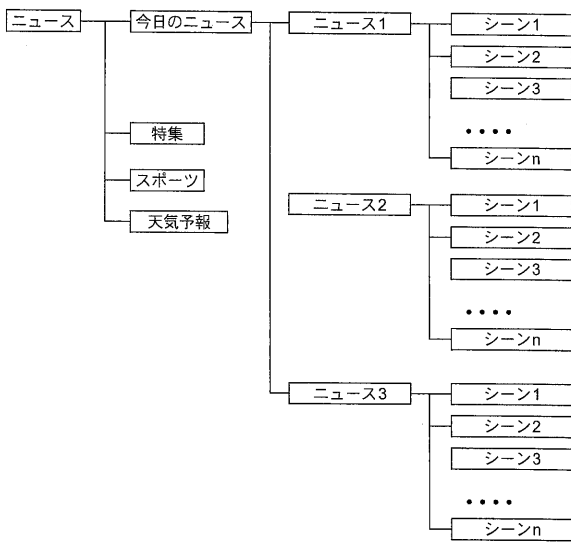 ニュース
今日のニュース
特集
スポーツ
天気予報
ニュース1
シーン1
シーン2
シーン3
••••
シーンn
ニュース2
シーン1
シーン2
シーン3
••••
シーンn
ニュース3
シーン1
シーン2
シーン3
••••
シーンn